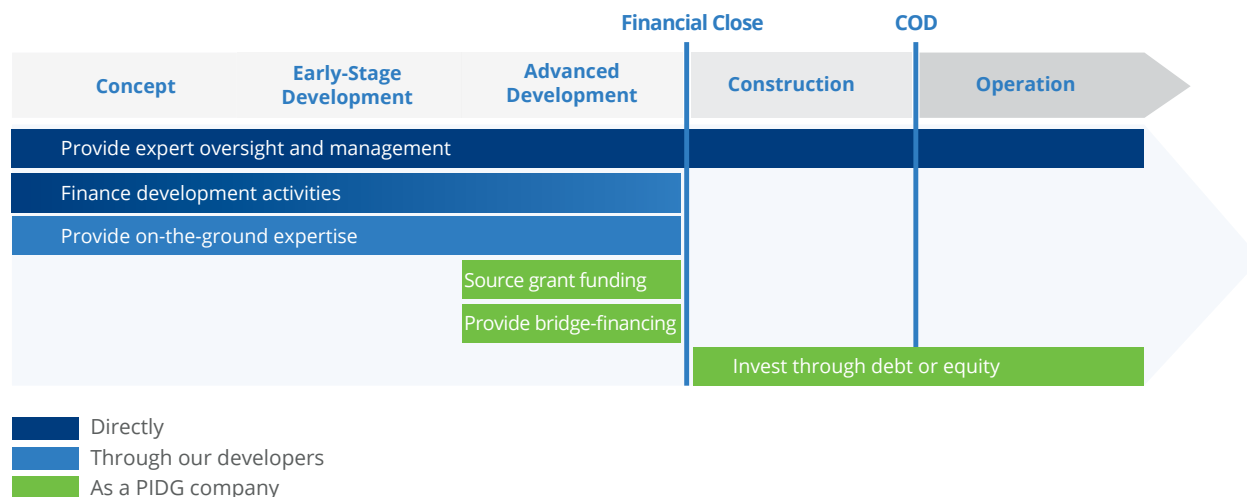 Financial Close
COD
Concept
Early-Stage
Development
Advanced
Development
Construction
Operation
Provide expert oversight and management
Finance development activities
Provide on-the-ground expertise
Source grant funding
Provide bridge-financing
Invest through debt or equity
Directly
Through our developers
As a PIDG company